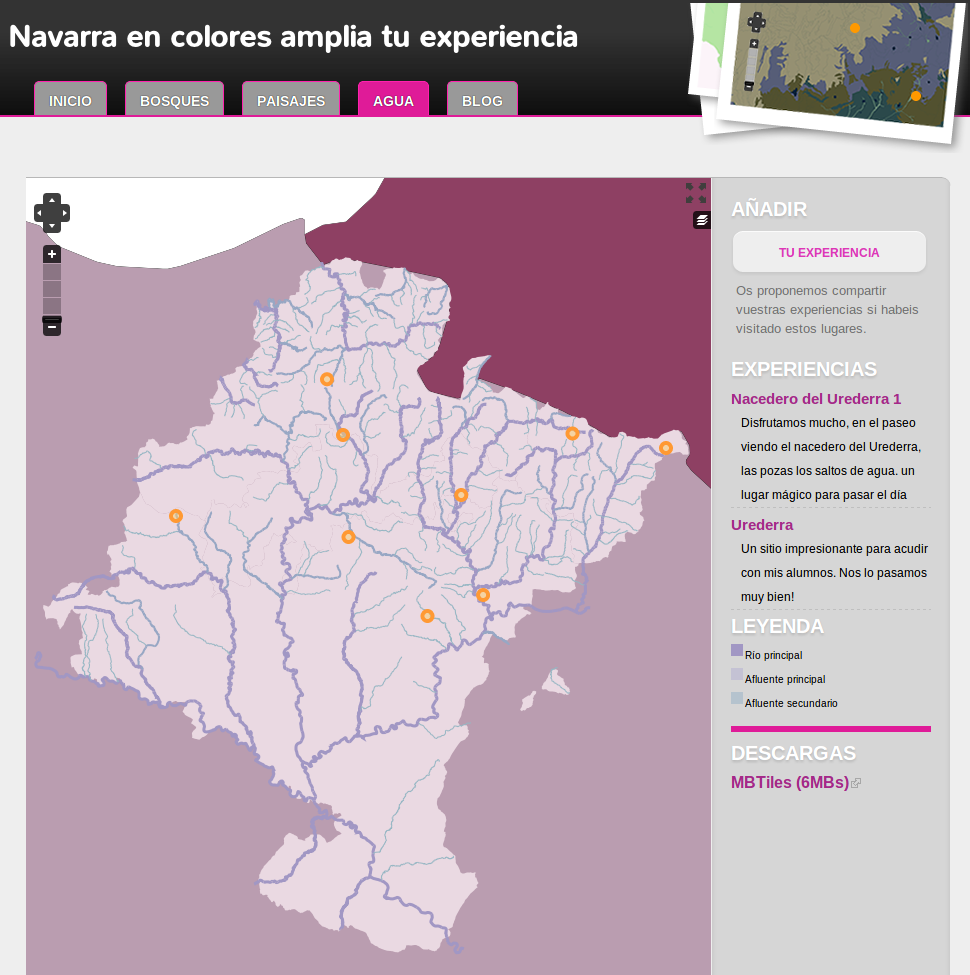 Navarra en colores amplia tu experiencia
INICIO
BOSQUES
PAISAJES
AGUA
BLOG
AÑADIR
TU EXPERIENCIA
Os proponemos compartir
vuestras experiencias si habeis
visitado estos lugares.
EXPERIENCIAS
Nacedero del Urederra 1
Disfrutamos mucho, en el paseo
viendo el nacedero del Urederra,
las pozas los saltos de agua. un
lugar mágico para pasar el día
Urederra
Un sitio impresionante para acudir
con mis alumnos. Nos lo pasamos
muy bien!
LEYENDA
Río principal
Afluente principal
Afluente secundario
DESCARGAS
MBTiles (6MBs)